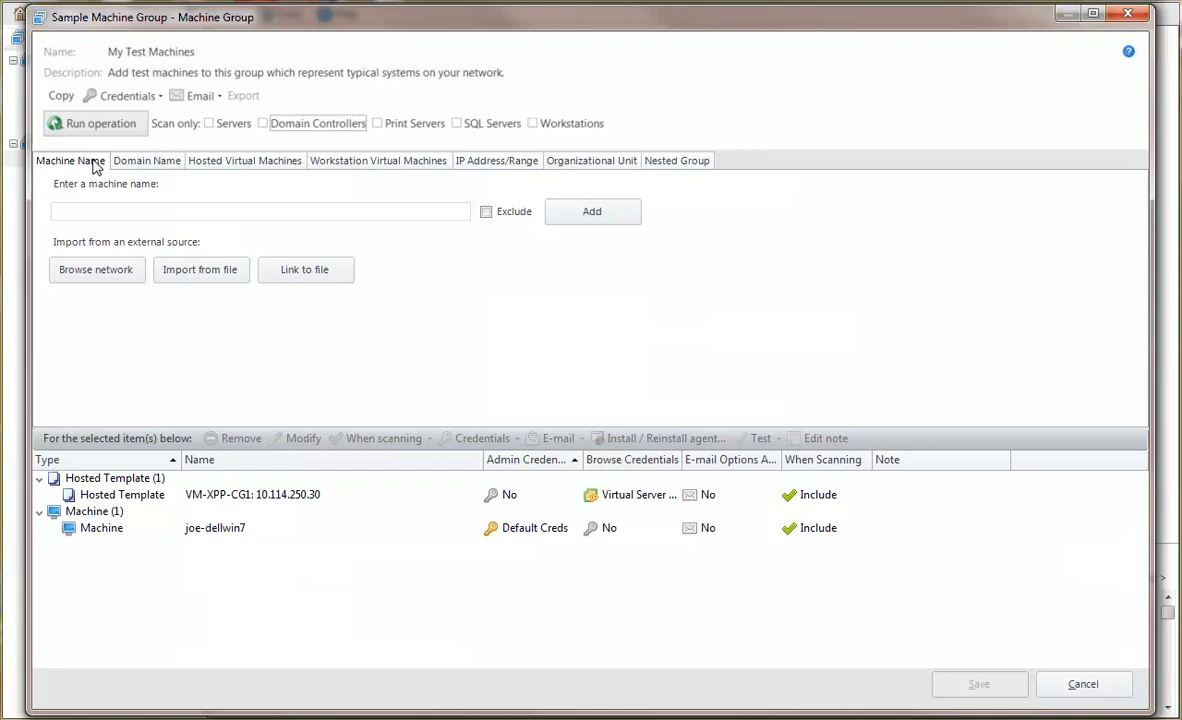 Sample Machine Group - Machine Group
Name: My Test Machines
Description: Add test machines to this group which represent typical systems on your network.
Copy Credentials Email Export
Run operation Scan only: Servers Domain Controllers Print Servers SQL Servers Workstations
Machine Name Domain Name Hosted Virtual Machines Workstation Virtual Machines IP Address/Range Organizational Unit Nested Group
Enter a machine name:
Exclude Add
Import from an external source:
Browse network Import from file Link to file
For the selected item(s) below: Remove Modify When scanning Credentials E-mail Install / Reinstall agent... Test Edit note
Type Name Admin Creden... Browse Credentials E-mail Options A... When Scanning Note
Hosted Template (1)
Hosted Template VM-XPP-CG1: 10.114.250.30 No Virtual Server ... No Include
Machine (1)
Machine joe-dellwin7 Default Creds No No Include
Save Cancel